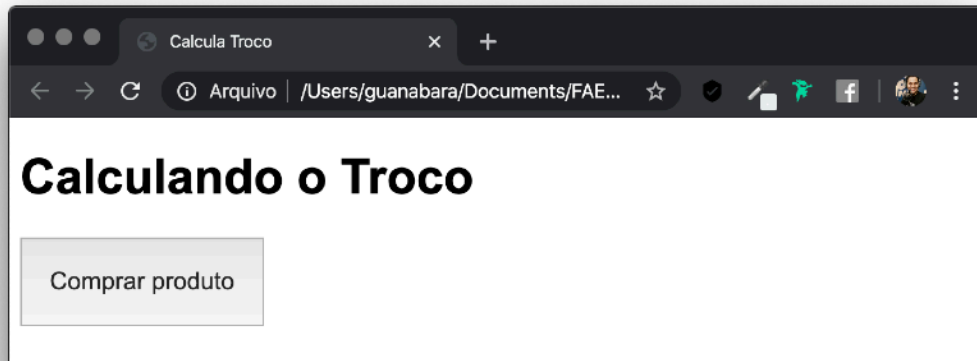 Calcula Troco
Arquivo | /Users/guanabara/Documents/FAE...
Calculando o Troco
Comprar produto